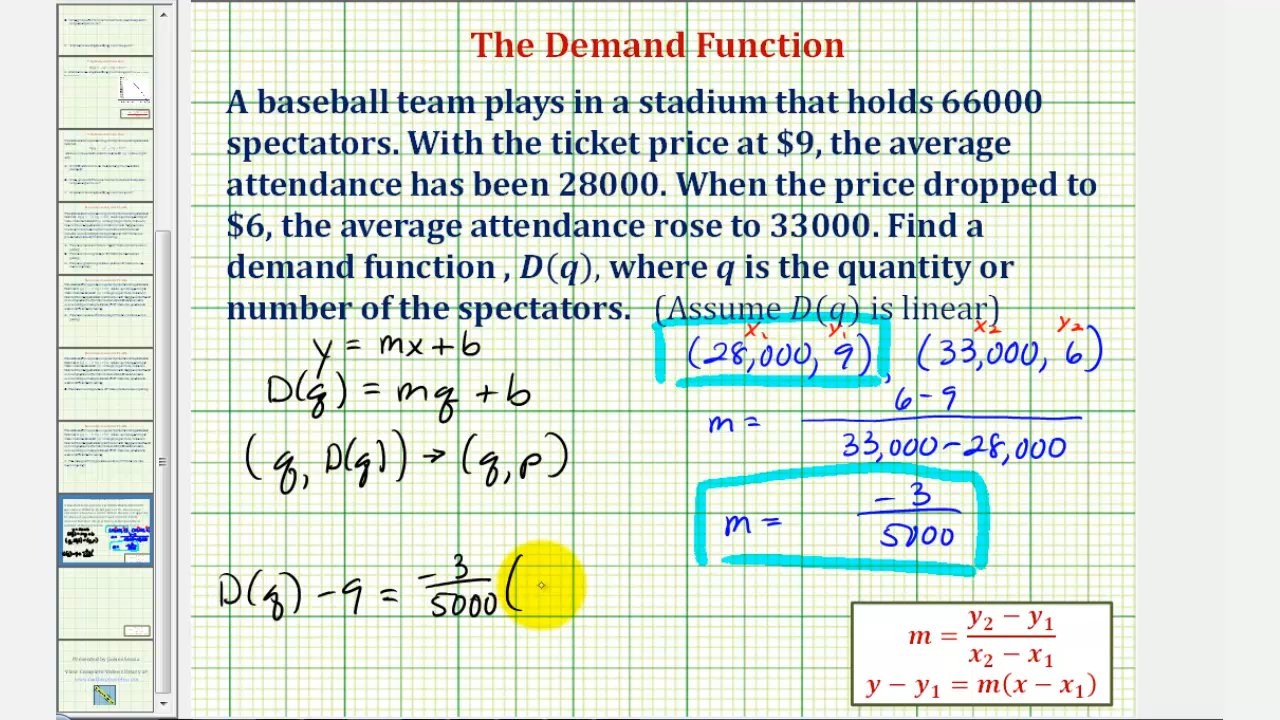 The Demand Function
A baseball team plays in a stadium that holds 66000
spectators. With the ticket price at $9, the average
attendance has been 28000. When the price dropped to
$6, the average attendance rose to 33000. Find a
demand function , D(q), where q is the quantity or
number of the spectators. (Assume D(q) is linear)
y = mx + b
D(q) = mq + b
(q, D(q)) → (q, p)
x₁ y₁ x₂ y₂
(28,000, 9), (33,000, 6)
m = 6 - 9 / 33,000 - 28,000
m = -3 / 5000
D(q) - 9 = -3/5000 (
m = y₂ − y₁ / x₂ − x₁
y − y₁ = m(x − x₁)